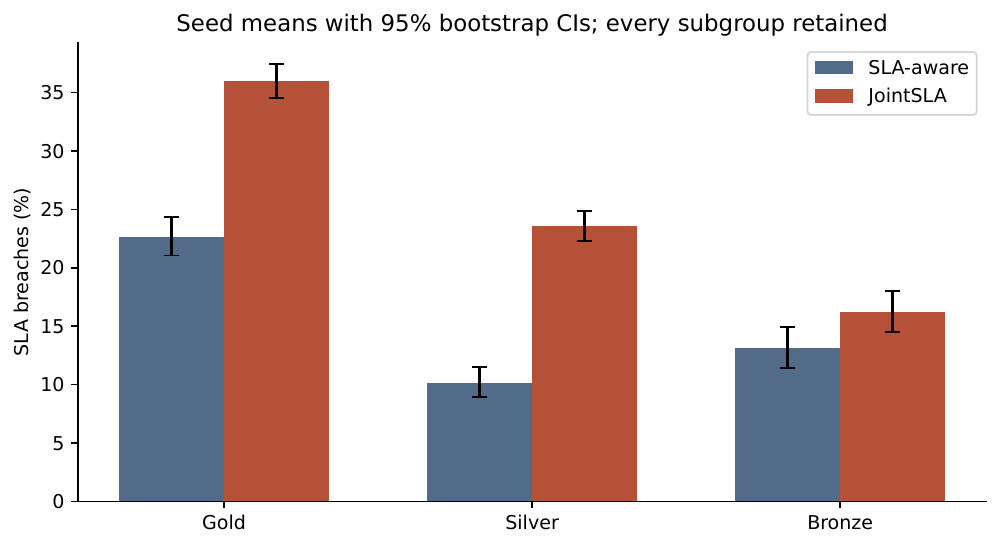 Seed means with 95% bootstrap CIs; every subgroup retained
SLA-aware
JointSLA
SLA breaches (%)
35
30
25
20
15
10
5
0
Gold
Silver
Bronze